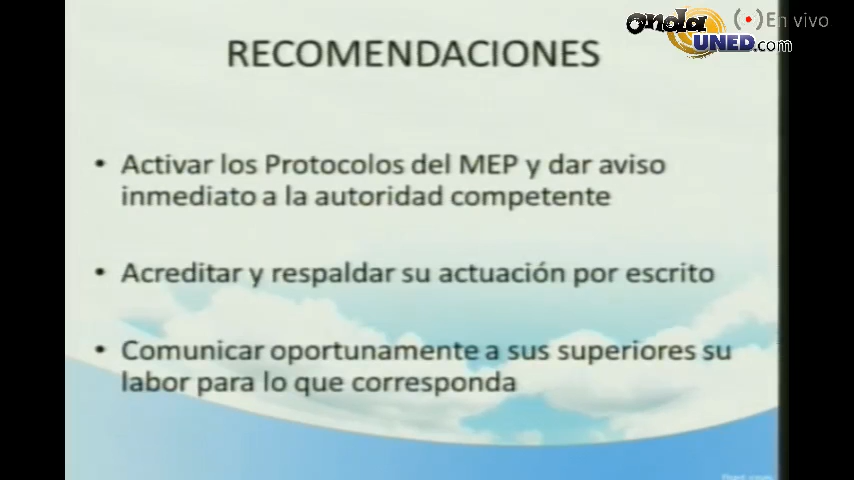 onda
UNED.com
En vivo
RECOMENDACIONES
• Activar los Protocolos del MEP y dar aviso
inmediato a la autoridad competente
• Acreditar y respaldar su actuación por escrito
• Comunicar oportunamente a sus superiores su
labor para lo que corresponda